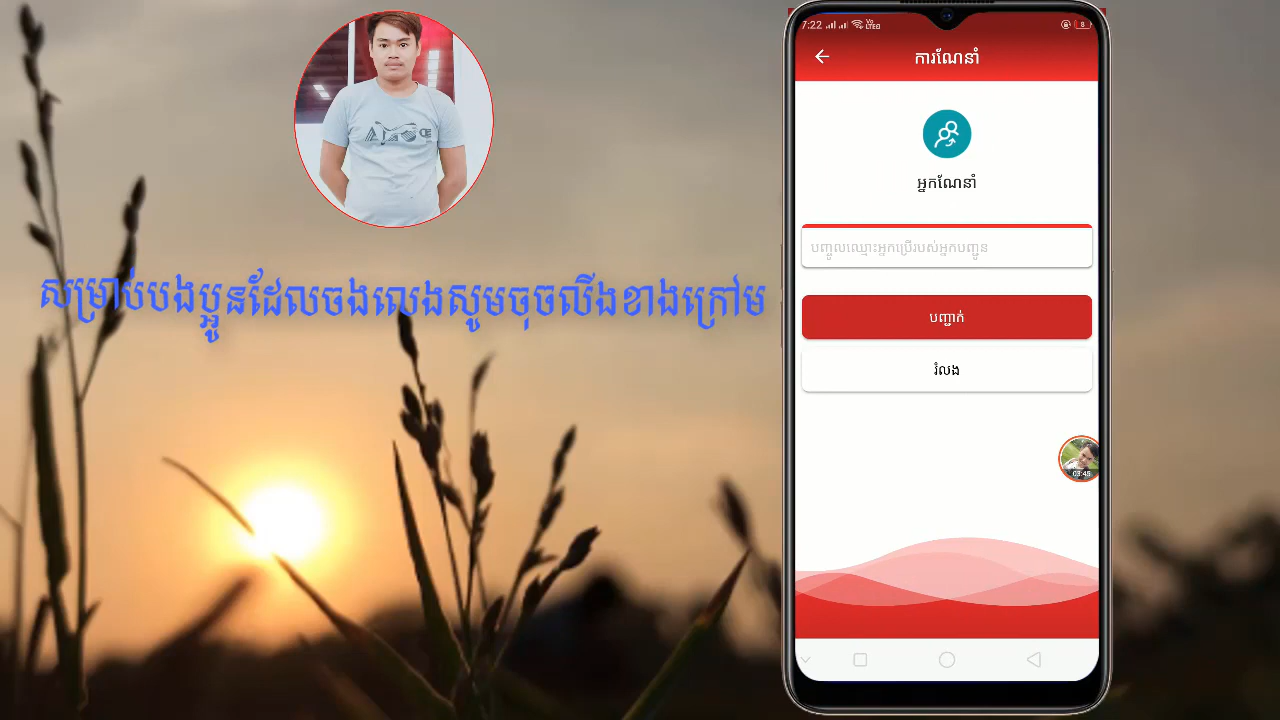 7:22
Vo
LTE
8
ការណែនាំ
អ្នកណែនាំ
បញ្ចូលឈ្មោះអ្នកប្រើរបស់អ្នកបញ្ជូន
បញ្ជាក់
រំលង
សម្រាប់បងប្អូនដែលចងលេងសូមចុចលីងខាងក្រៅម
03:45